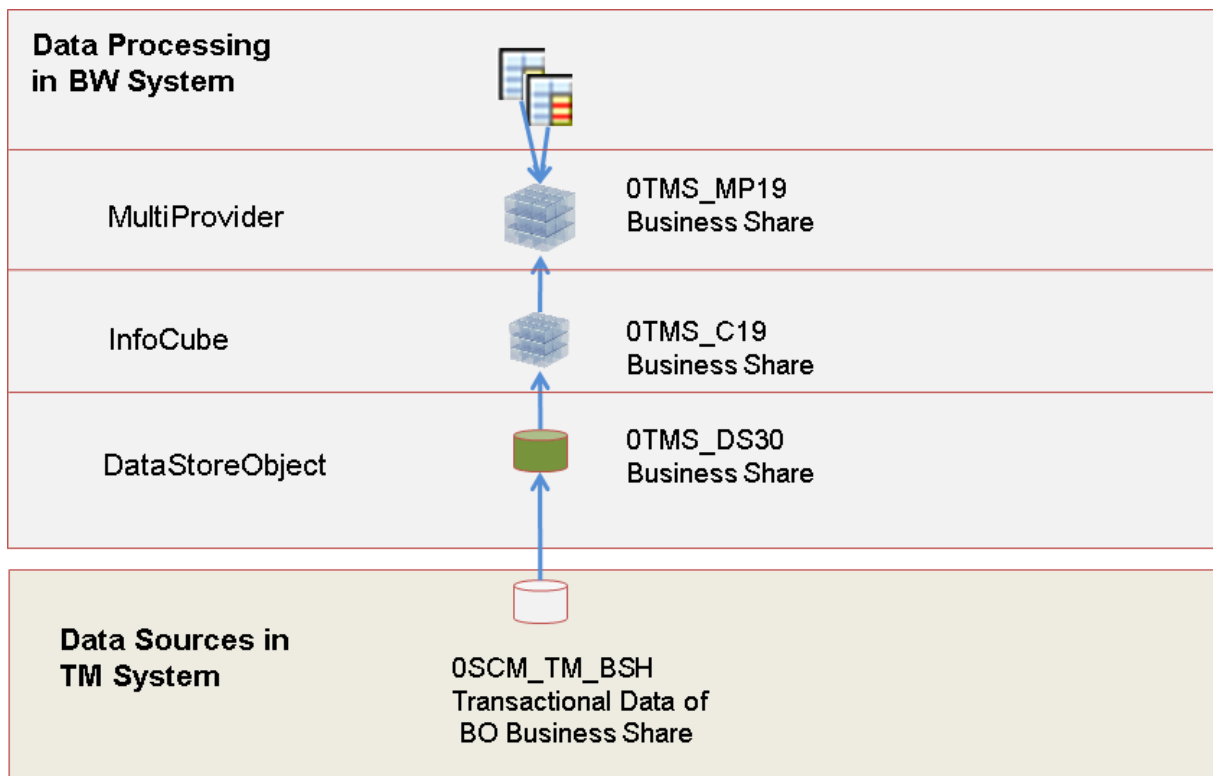 Data Processing
in BW System
MultiProvider
0TMS_MP19
Business Share
InfoCube
0TMS_C19
Business Share
DataStoreObject
0TMS_DS30
Business Share
Data Sources in
TM System
0SCM_TM_BSH
Transactional Data of
BO Business Share